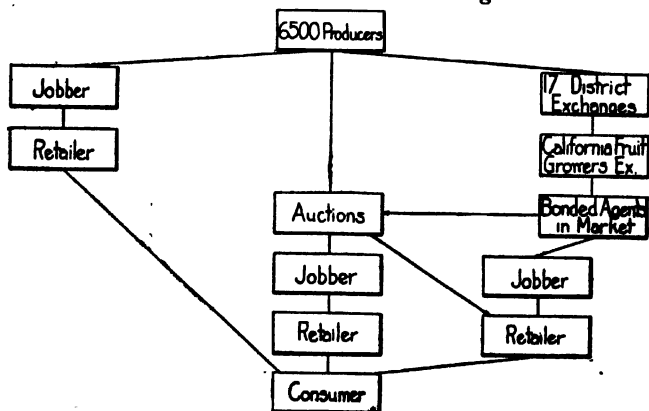 6500 Producers
Jobber
17 District
Exchanges
Retailer
California Fruit
Gromers Ex.
Auctions
Bonded Agents
in Market
Jobber
Jobber
Retailer
Retailer
Consumer